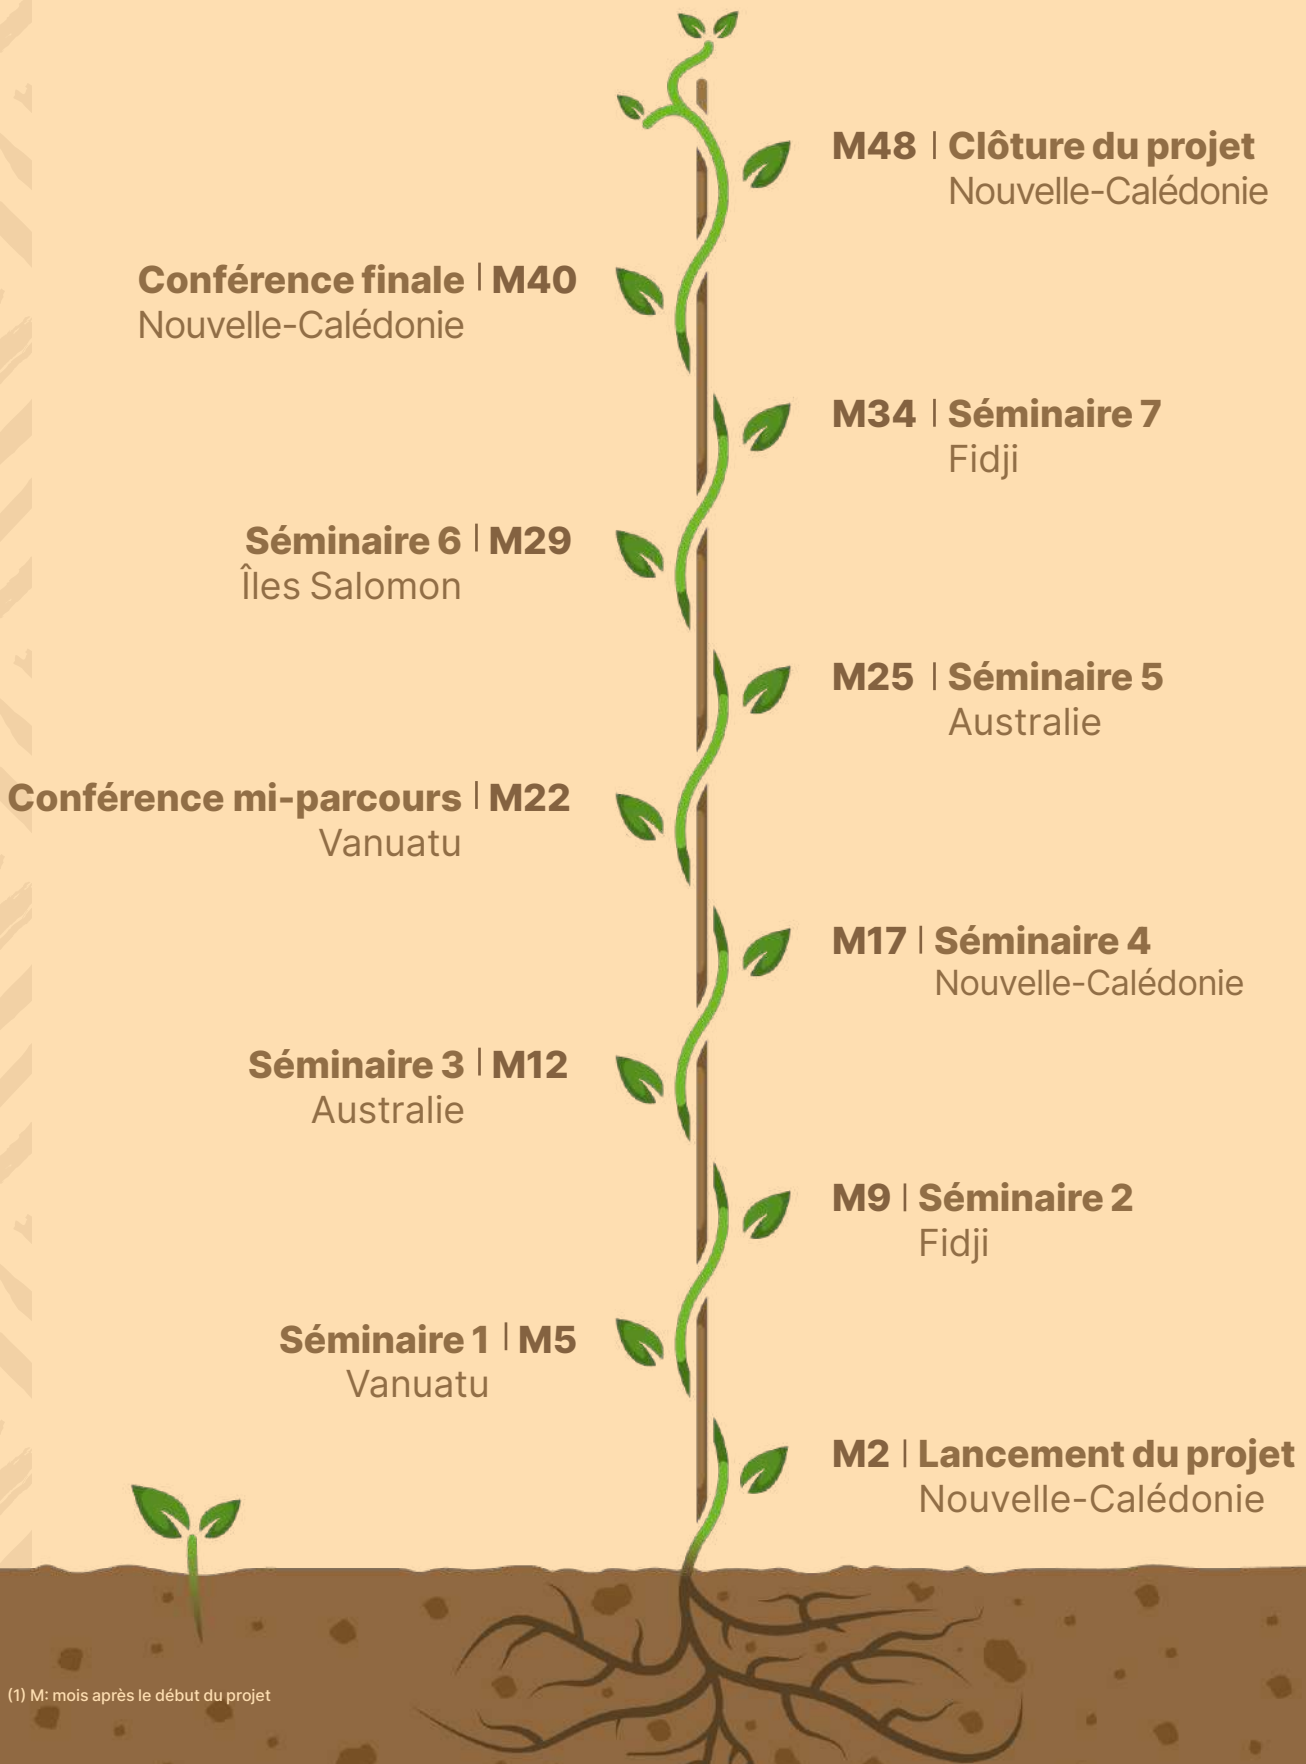 M48 | Clôture du projet
Nouvelle-Calédonie
Conférence finale | M40
Nouvelle-Calédonie
M34 | Séminaire 7
Fidji
Séminaire 6 | M29
Îles Salomon
M25 | Séminaire 5
Australie
Conférence mi-parcours | M22
Vanuatu
M17 | Séminaire 4
Nouvelle-Calédonie
Séminaire 3 | M12
Australie
M9 | Séminaire 2
Fidji
Séminaire 1 | M5
Vanuatu
M2 | Lancement du projet
Nouvelle-Calédonie
(1) M: mois après le début du projet